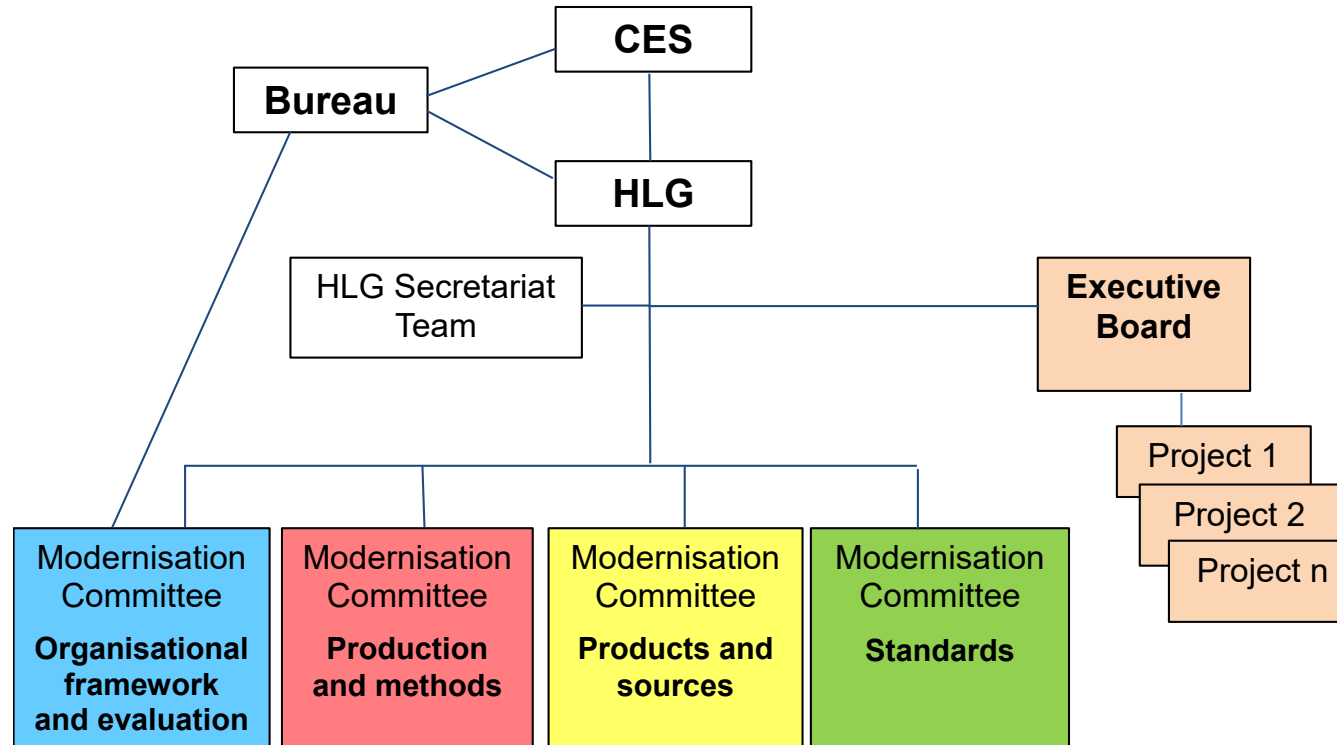 CES
Bureau
HLG
HLG Secretariat
Team
Executive
Board
Project 1
Project 2
Project n
Modernisation
Committee
Organisational
framework
and evaluation
Modernisation
Committee
Production
and methods
Modernisation
Committee
Products and
sources
Modernisation
Committee
Standards